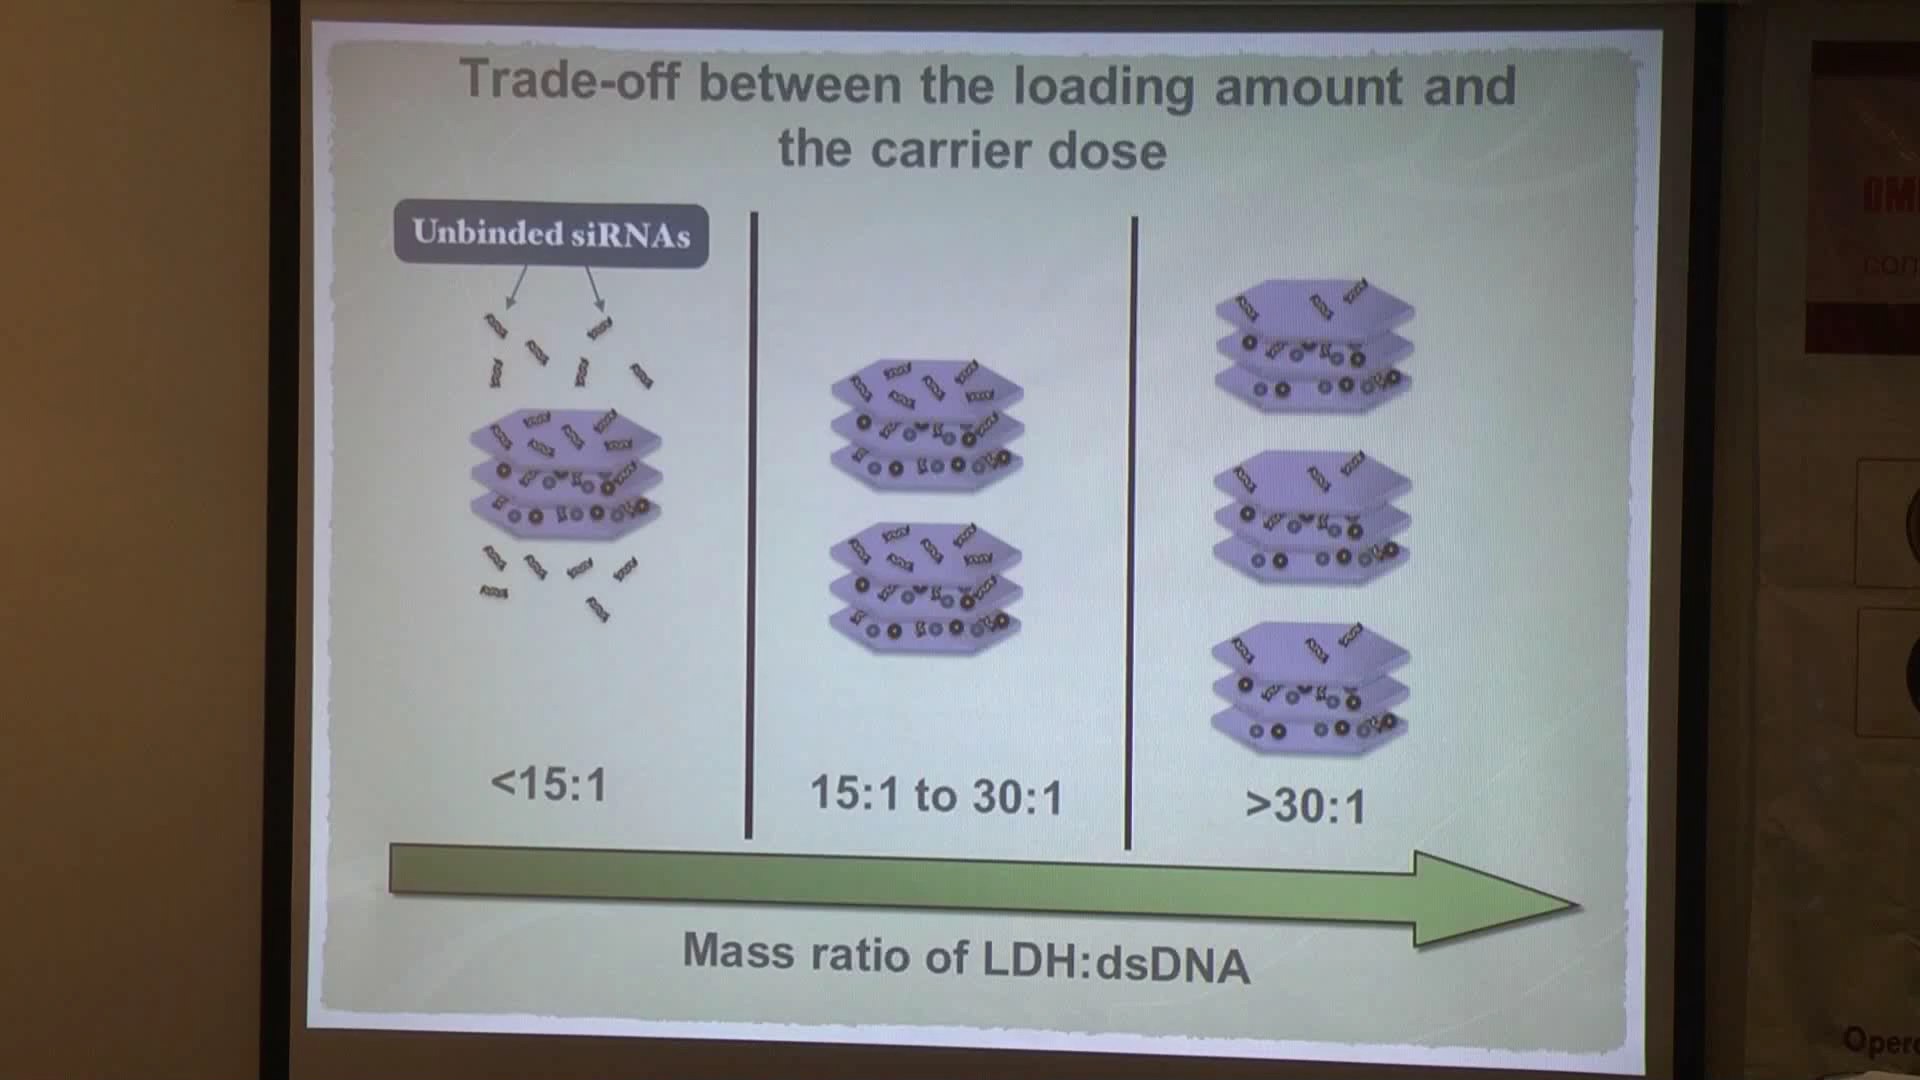 Trade-off between the loading amount and
the carrier dose
Unbinded siRNAs
<15:1
15:1 to 30:1
>30:1
Mass ratio of LDH:dsDNA